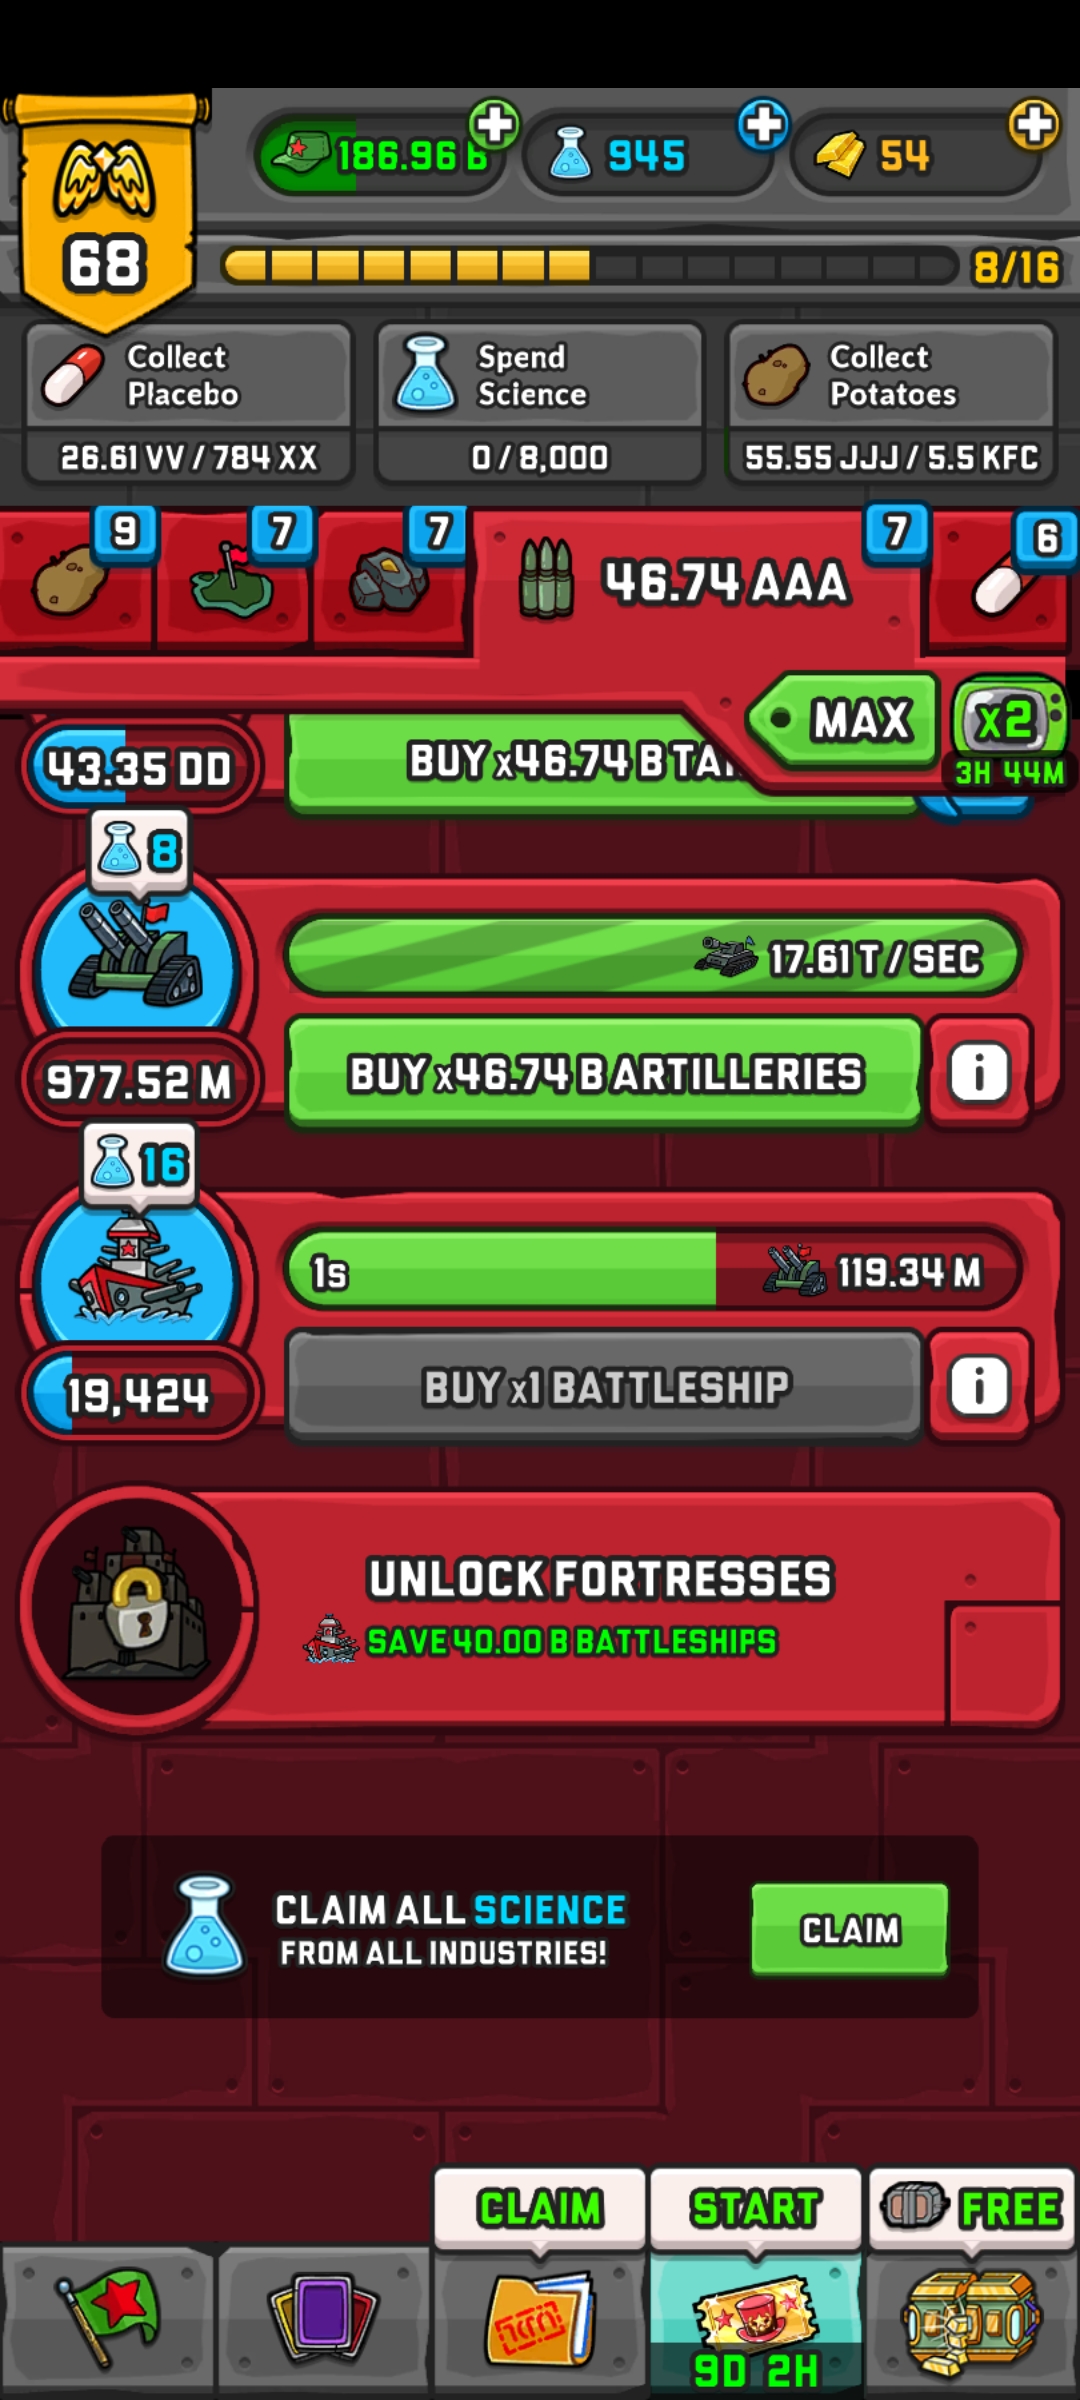 186.96 B
945
54
68
8/16
Collect
Placebo
26.61 VV / 784 XX
Spend
Science
0 / 8,000
Collect
Potatoes
55.55 JJJ / 5.5 KFC
9
7
7
46.74 AAA
7
6
MAX
x2
3H 44M
43.35 DD
BUY x46.74 B
8
17.61 T / SEC
977.52 M
BUY x46.74 B ARTILLERIES
i
16
1s
119.34 M
19,424
BUY x1 BATTLESHIP
i
UNLOCK FORTRESSES
SAVE 40.00 B BATTLESHIPS
CLAIM ALL SCIENCE
FROM ALL INDUSTRIES!
CLAIM
CLAIM
START
FREE
9D 2H